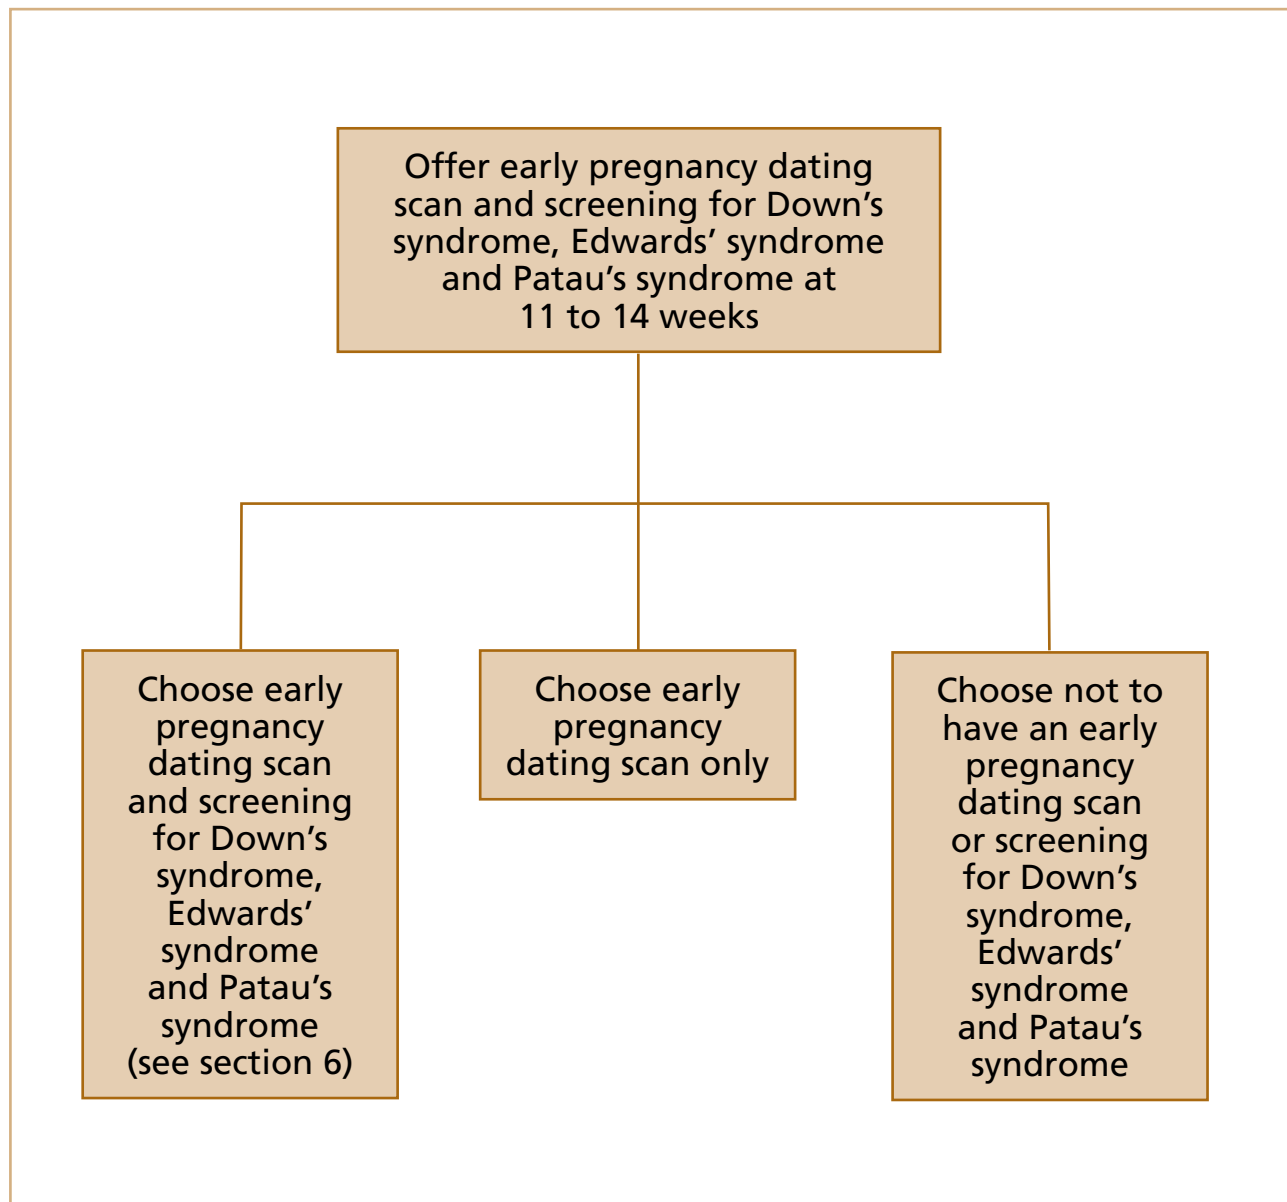 Offer early pregnancy dating
scan and screening for Down’s
syndrome, Edwards’ syndrome
and Patau’s syndrome at
11 to 14 weeks
Choose early
pregnancy
dating scan
and screening
for Down’s
syndrome,
Edwards’
syndrome
and Patau’s
syndrome
(see section 6)
Choose early
pregnancy
dating scan only
Choose not to
have an early
pregnancy
dating scan
or screening
for Down’s
syndrome,
Edwards’
syndrome
and Patau’s
syndrome